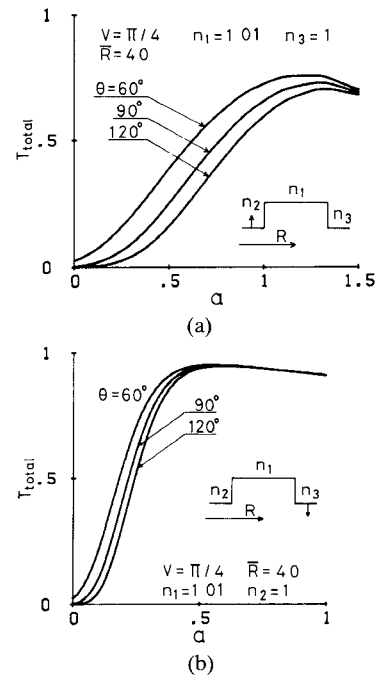 1
V = π/4 n₁=1 01 n₃=1
R̅=40
θ=60°
90°
120°
Ttotal
.5
n₁
n₂
n₃
R
0
0 .5 1 1.5
a
(a)
1
θ=60°
90°
120°
Ttotal
.5
n₁
n₂
n₃
R
V = π/4 R̅=40
n₁=1 01 n₂=1
0
0 .5 1
a
(b)